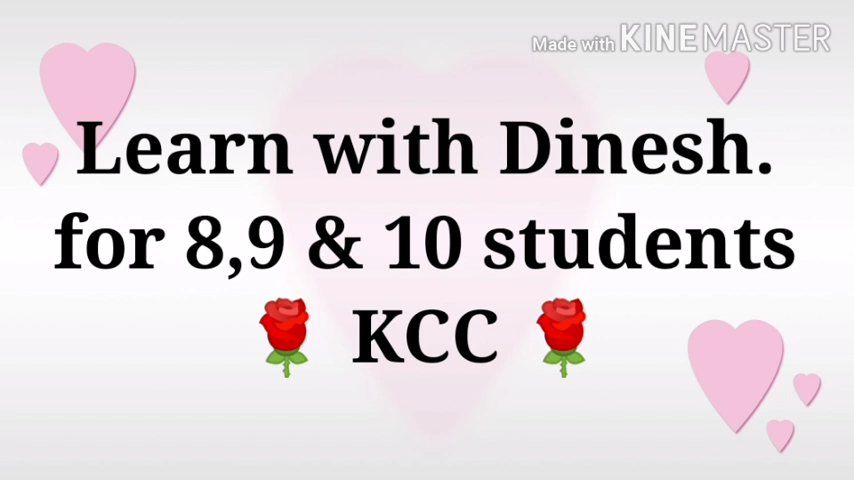 Made with KINEMASTER
Learn with Dinesh.
for 8,9 & 10 students
🌹 KCC 🌹